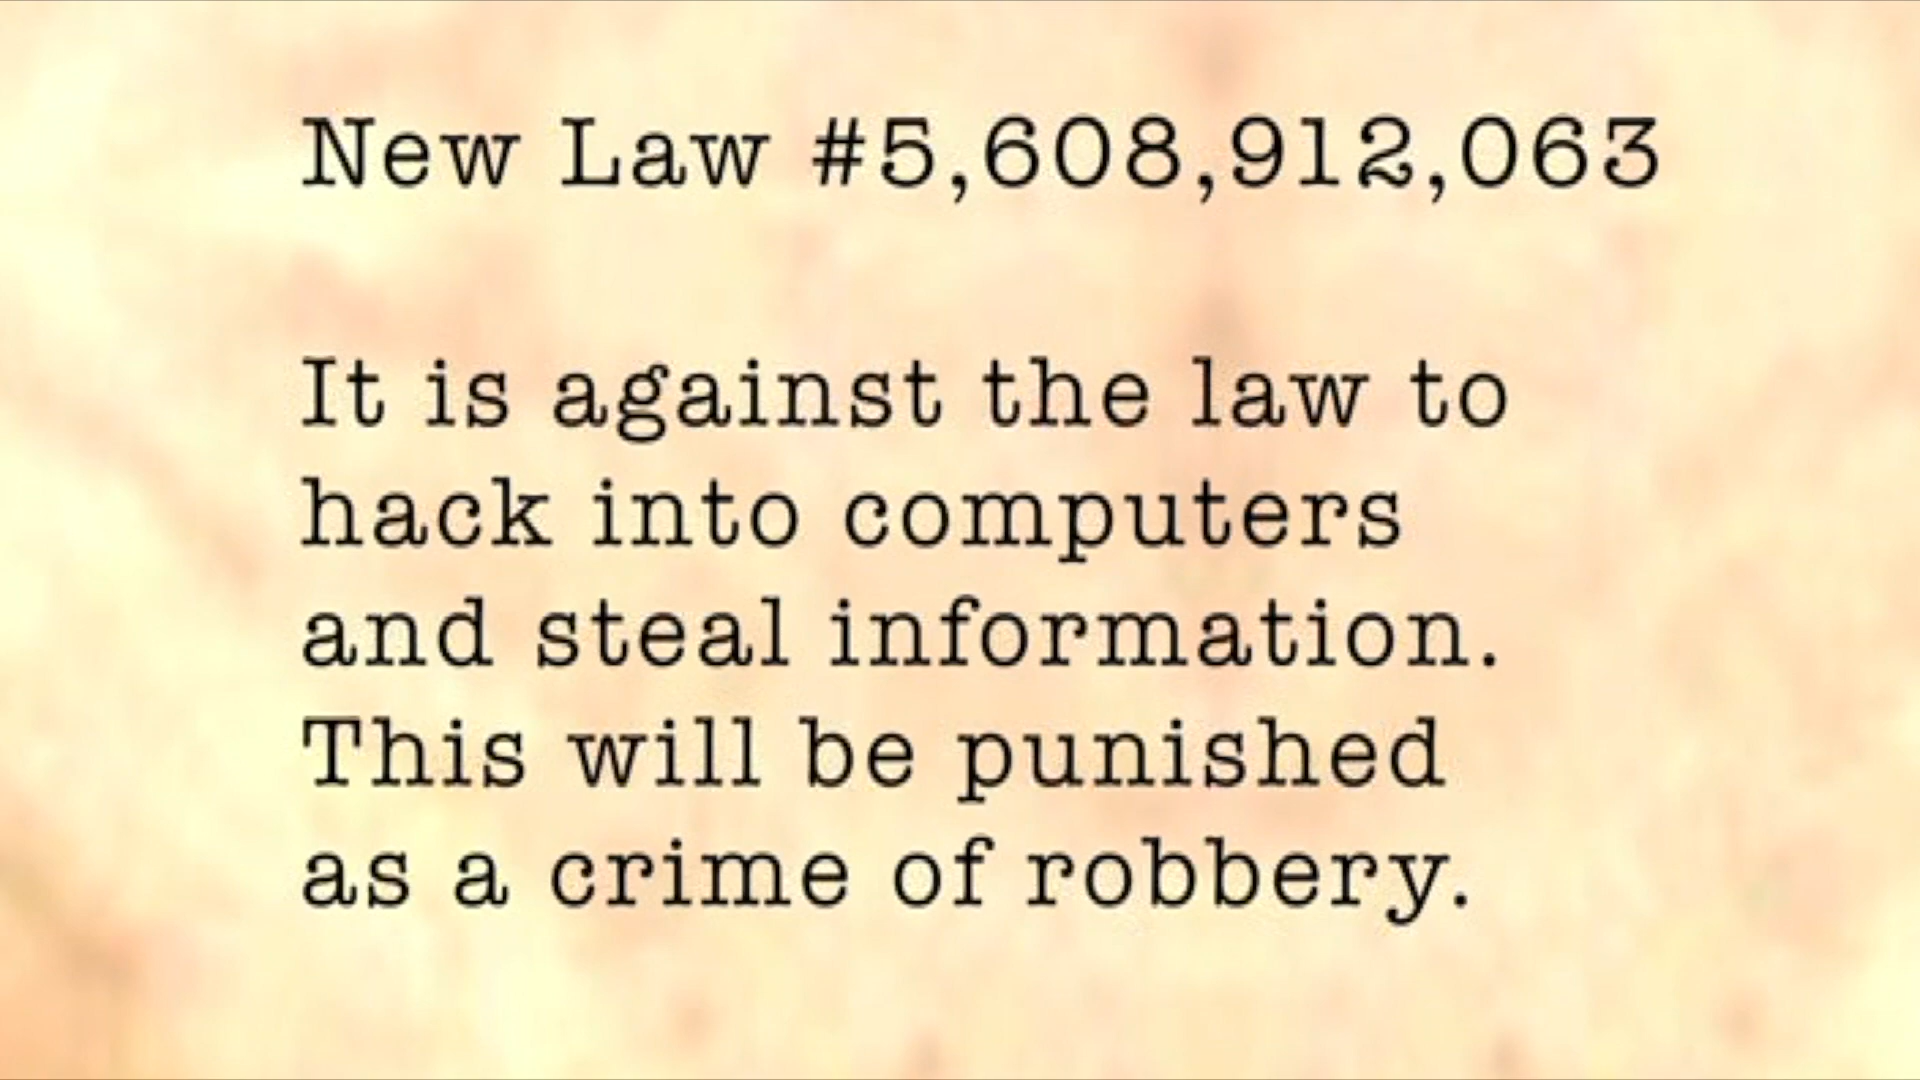 New Law #5,608,912,063
It is against the law to
hack into computers
and steal information.
This will be punished
as a crime of robbery.